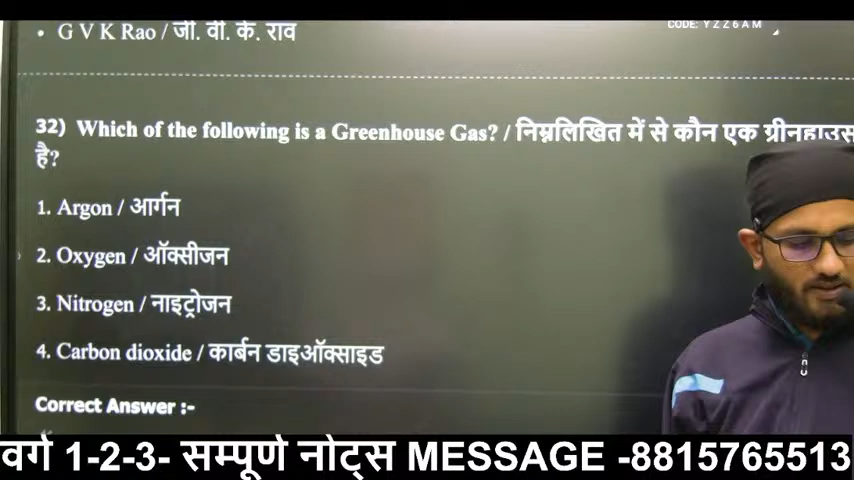 • G V K Rao / जी. वी. के. राव
CODE: YZZ6AM
32) Which of the following is a Greenhouse Gas? / निम्नलिखित में से कौन एक ग्रीनहाउस
है?
1. Argon / आर्गन
2. Oxygen / ऑक्सीजन
3. Nitrogen / नाइट्रोजन
4. Carbon dioxide / कार्बन डाइऑक्साइड
Correct Answer :-
वर्ग 1-2-3- सम्पूर्ण नोट्स MESSAGE -8815765513